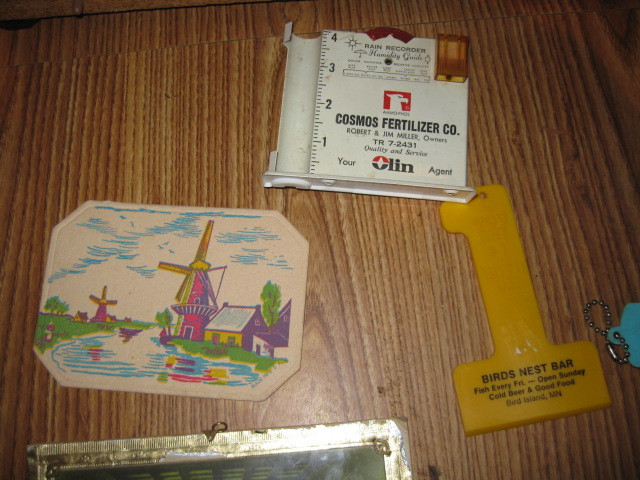 RAIN RECORDER
Humidity Guide
4
3
2
1
COSMOS FERTILIZER CO.
ROBERT & JIM MILLER, Owners
TR 7-2431
Quality and Service
Your Olin Agent
BIRDS NEST BAR
Fish Every Fri. — Open Sunday
Cold Beer & Good Food
Bird Island, MN